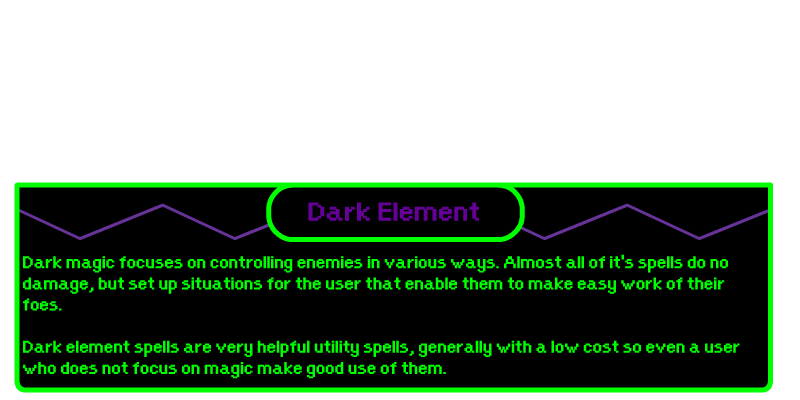 Dark Element
Dark magic focuses on controlling enemies in various ways. Almost all of it's spells do no
damage, but set up situations for the user that enable them to make easy work of their
foes.
Dark element spells are very helpful utility spells, generally with a low cost so even a user
who does not focus on magic make good use of them.